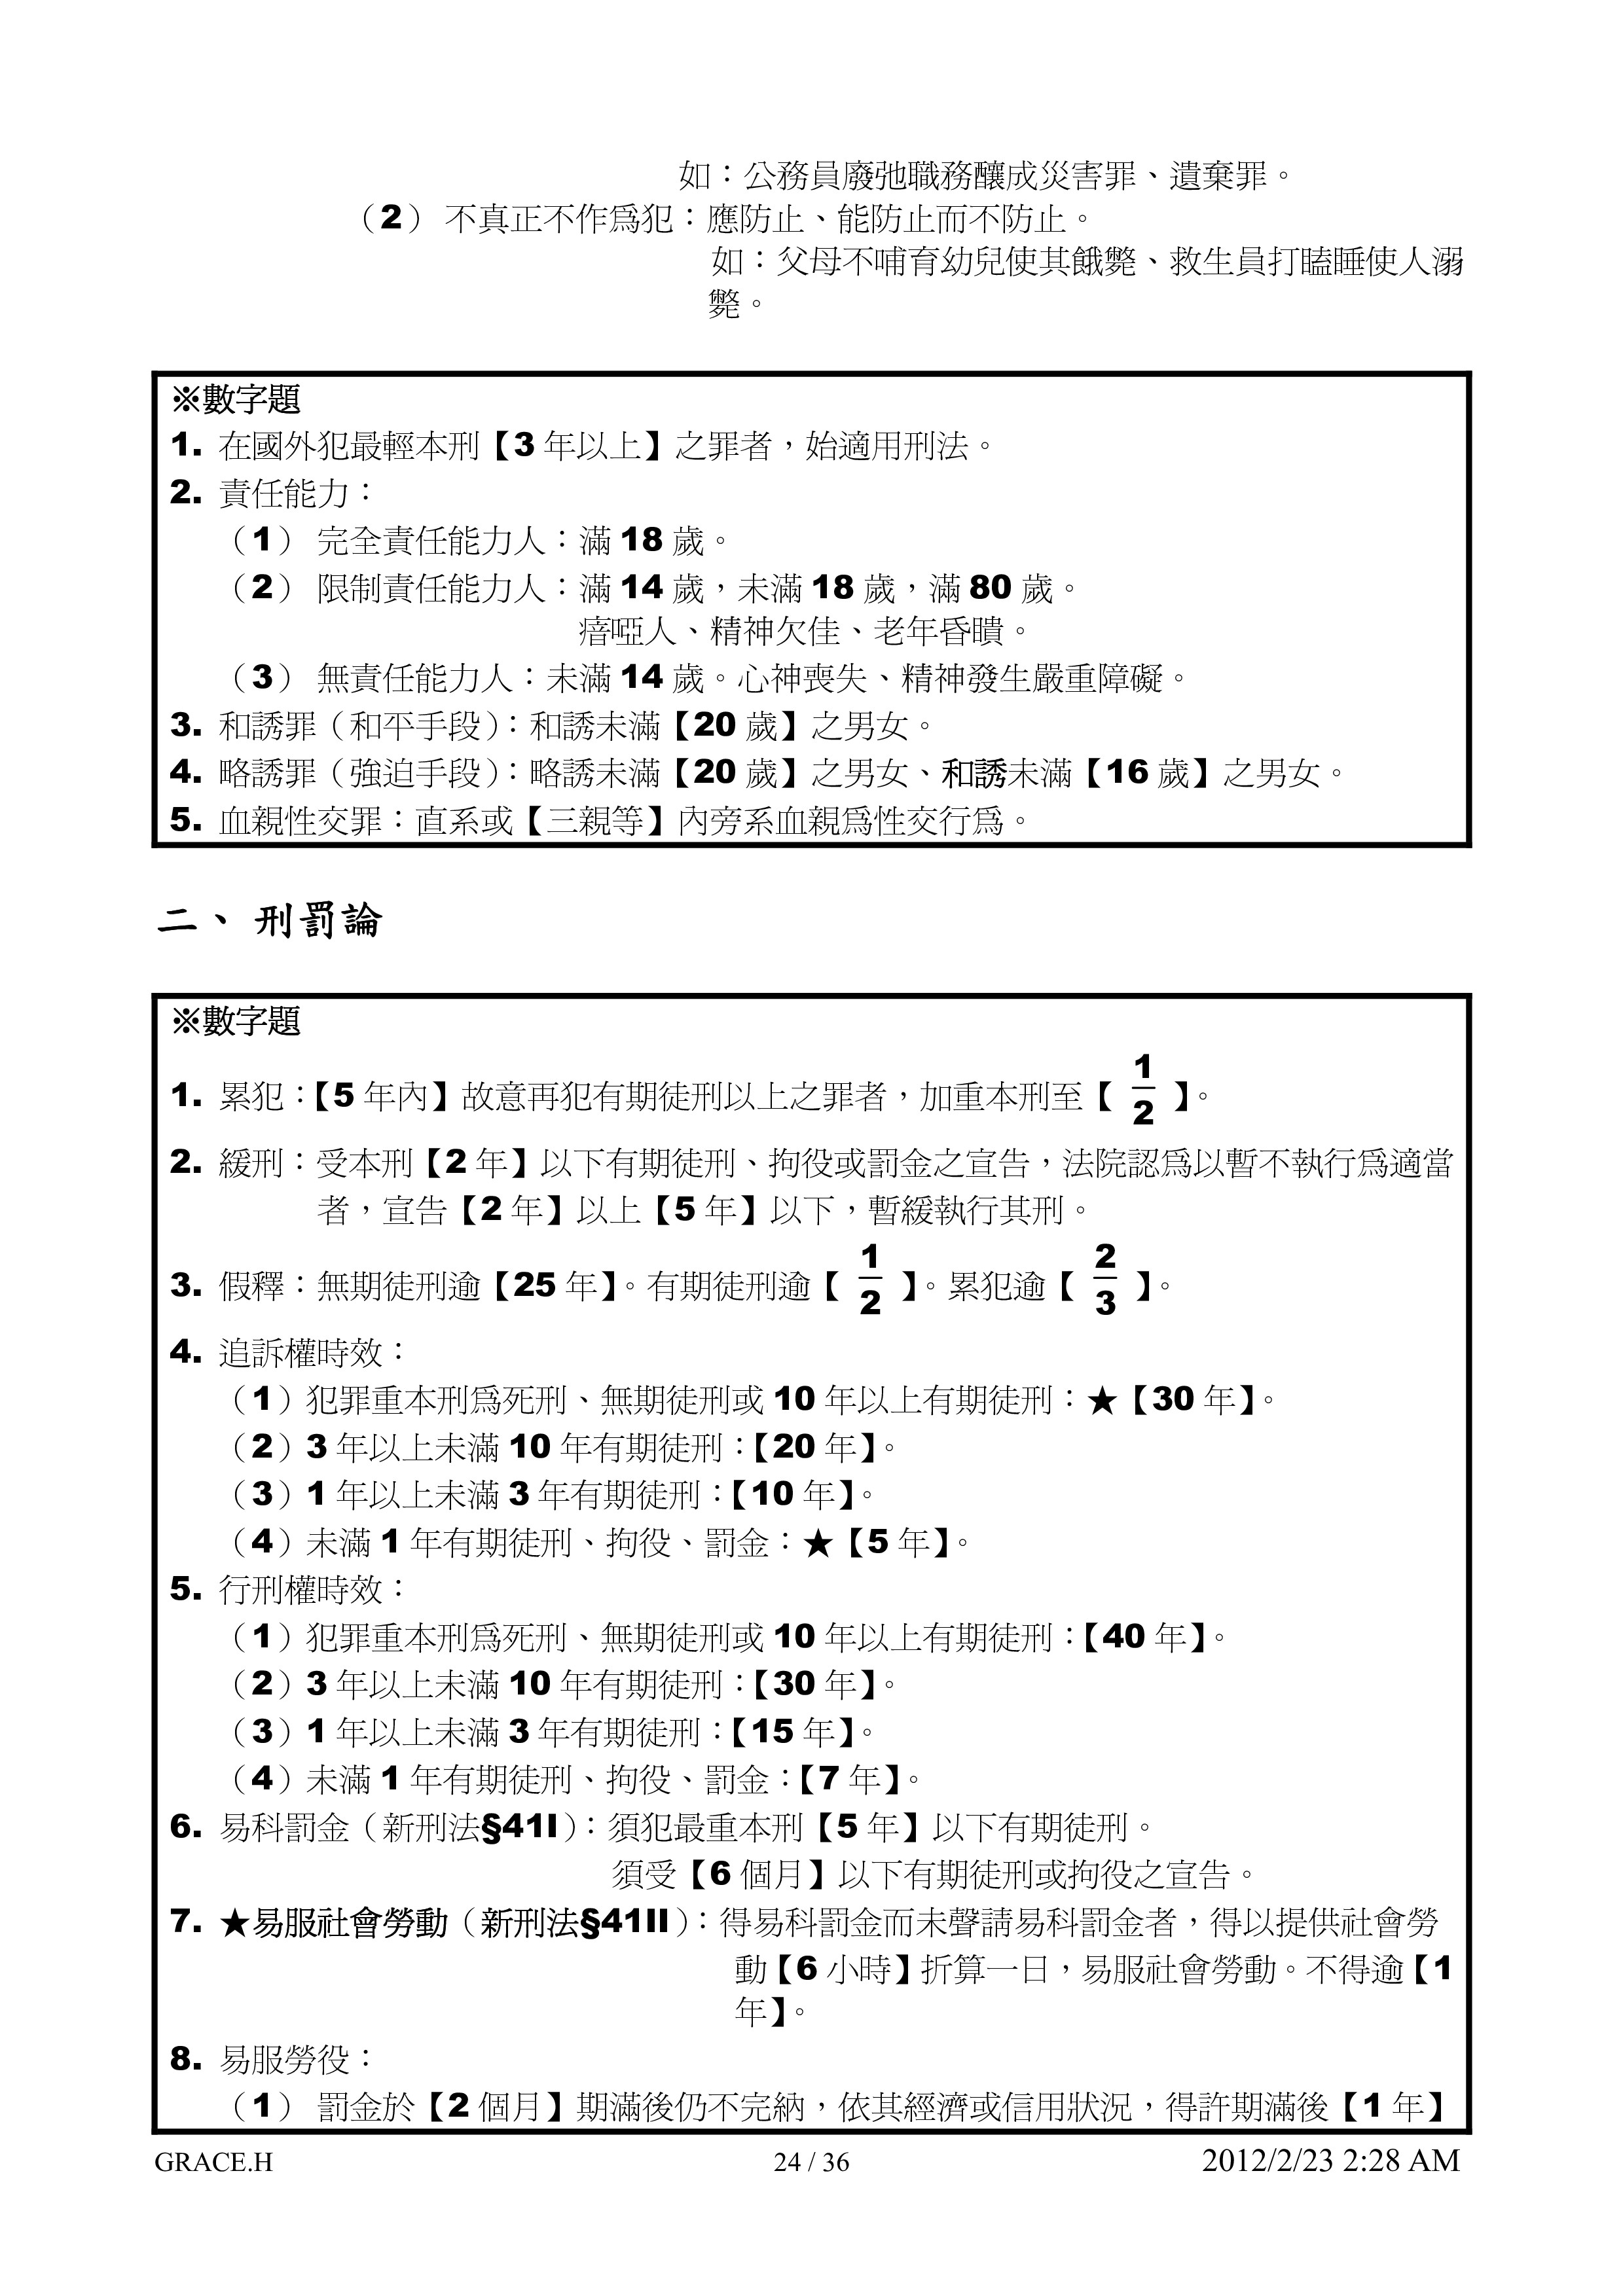 如：公務員廢弛職務釀成災害罪、遺棄罪。
（2） 不真正不作為犯：應防止、能防止而不防止。
如：父母不哺育幼兒使其餓斃、救生員打瞌睡使人溺
斃。
※數字題
1. 在國外犯最輕本刑【3 年以上】之罪者，始適用刑法。
2. 責任能力：
（1） 完全責任能力人：滿 18 歲。
（2） 限制責任能力人：滿 14 歲，未滿 18 歲，滿 80 歲。
瘖啞人、精神欠佳、老年昏聵。
（3） 無責任能力人：未滿 14 歲。心神喪失、精神發生嚴重障礙。
3. 和誘罪（和平手段）：和誘未滿【20 歲】之男女。
4. 略誘罪（強迫手段）：略誘未滿【20 歲】之男女、和誘未滿【16 歲】之男女。
5. 血親性交罪：直系或【三親等】內旁系血親為性交行為。
二、 刑罰論
※數字題
1. 累犯：【5 年內】故意再犯有期徒刑以上之罪者，加重本刑至【 1/2 】。
2. 緩刑：受本刑【2 年】以下有期徒刑、拘役或罰金之宣告，法院認為以暫不執行為適當
者，宣告【2 年】以上【5 年】以下，暫緩執行其刑。
3. 假釋：無期徒刑逾【25 年】。有期徒刑逾【 1/2 】。累犯逾【 2/3 】。
4. 追訴權時效：
（1）犯罪重本刑為死刑、無期徒刑或 10 年以上有期徒刑：★【30 年】。
（2）3 年以上未滿 10 年有期徒刑：【20 年】。
（3）1 年以上未滿 3 年有期徒刑：【10 年】。
（4）未滿 1 年有期徒刑、拘役、罰金：★【5 年】。
5. 行刑權時效：
（1）犯罪重本刑為死刑、無期徒刑或 10 年以上有期徒刑：【40 年】。
（2）3 年以上未滿 10 年有期徒刑：【30 年】。
（3）1 年以上未滿 3 年有期徒刑：【15 年】。
（4）未滿 1 年有期徒刑、拘役、罰金：【7 年】。
6. 易科罰金（新刑法§41I）：須犯最重本刑【5 年】以下有期徒刑。
須受【6 個月】以下有期徒刑或拘役之宣告。
7. ★易服社會勞動（新刑法§41II）：得易科罰金而未聲請易科罰金者，得以提供社會勞
動【6 小時】折算一日，易服社會勞動。不得逾【1
年】。
8. 易服勞役：
（1） 罰金於【2 個月】期滿後仍不完納，依其經濟或信用狀況，得許期滿後【1 年】
GRACE.H 24 / 36 2012/2/23 2:28 AM